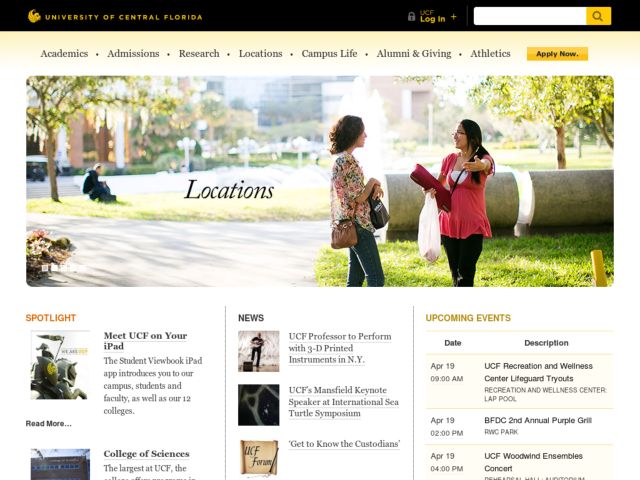 UNIVERSITY OF CENTRAL FLORIDA
UCF
Log In +
Academics • Admissions • Research • Locations • Campus Life • Alumni & Giving • Athletics
Apply Now.
Locations
SPOTLIGHT
WE ARE UCF
Meet UCF on Your
iPad
The Student Viewbook iPad
app introduces you to our
campus, students and
faculty, as well as our 12
colleges.
Read More...
College of Sciences
The largest at UCF, the
NEWS
UCF Professor to Perform
with 3-D Printed
Instruments in N.Y.
UCF's Mansfield Keynote
Speaker at International Sea
Turtle Symposium
UCF
Forum
'Get to Know the Custodians'
UPCOMING EVENTS
Date Description
Apr 19
09:00 AM
UCF Recreation and Wellness
Center Lifeguard Tryouts
RECREATION AND WELLNESS CENTER:
LAP POOL
Apr 19
02:00 PM
BFDC 2nd Annual Purple Grill
RWC PARK
Apr 19
04:00 PM
UCF Woodwind Ensembles
Concert